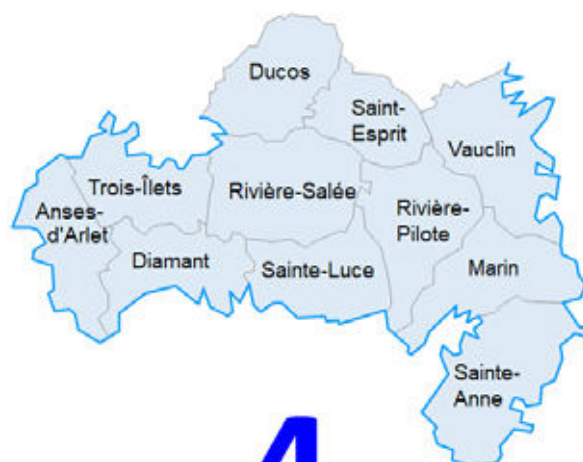 Ducos
Saint-
Esprit
Vauclin
Trois-Îlets
Rivière-Salée
Anses-
d'Arlet
Rivière-
Pilote
Diamant
Sainte-Luce
Marin
Sainte-
Anne
4